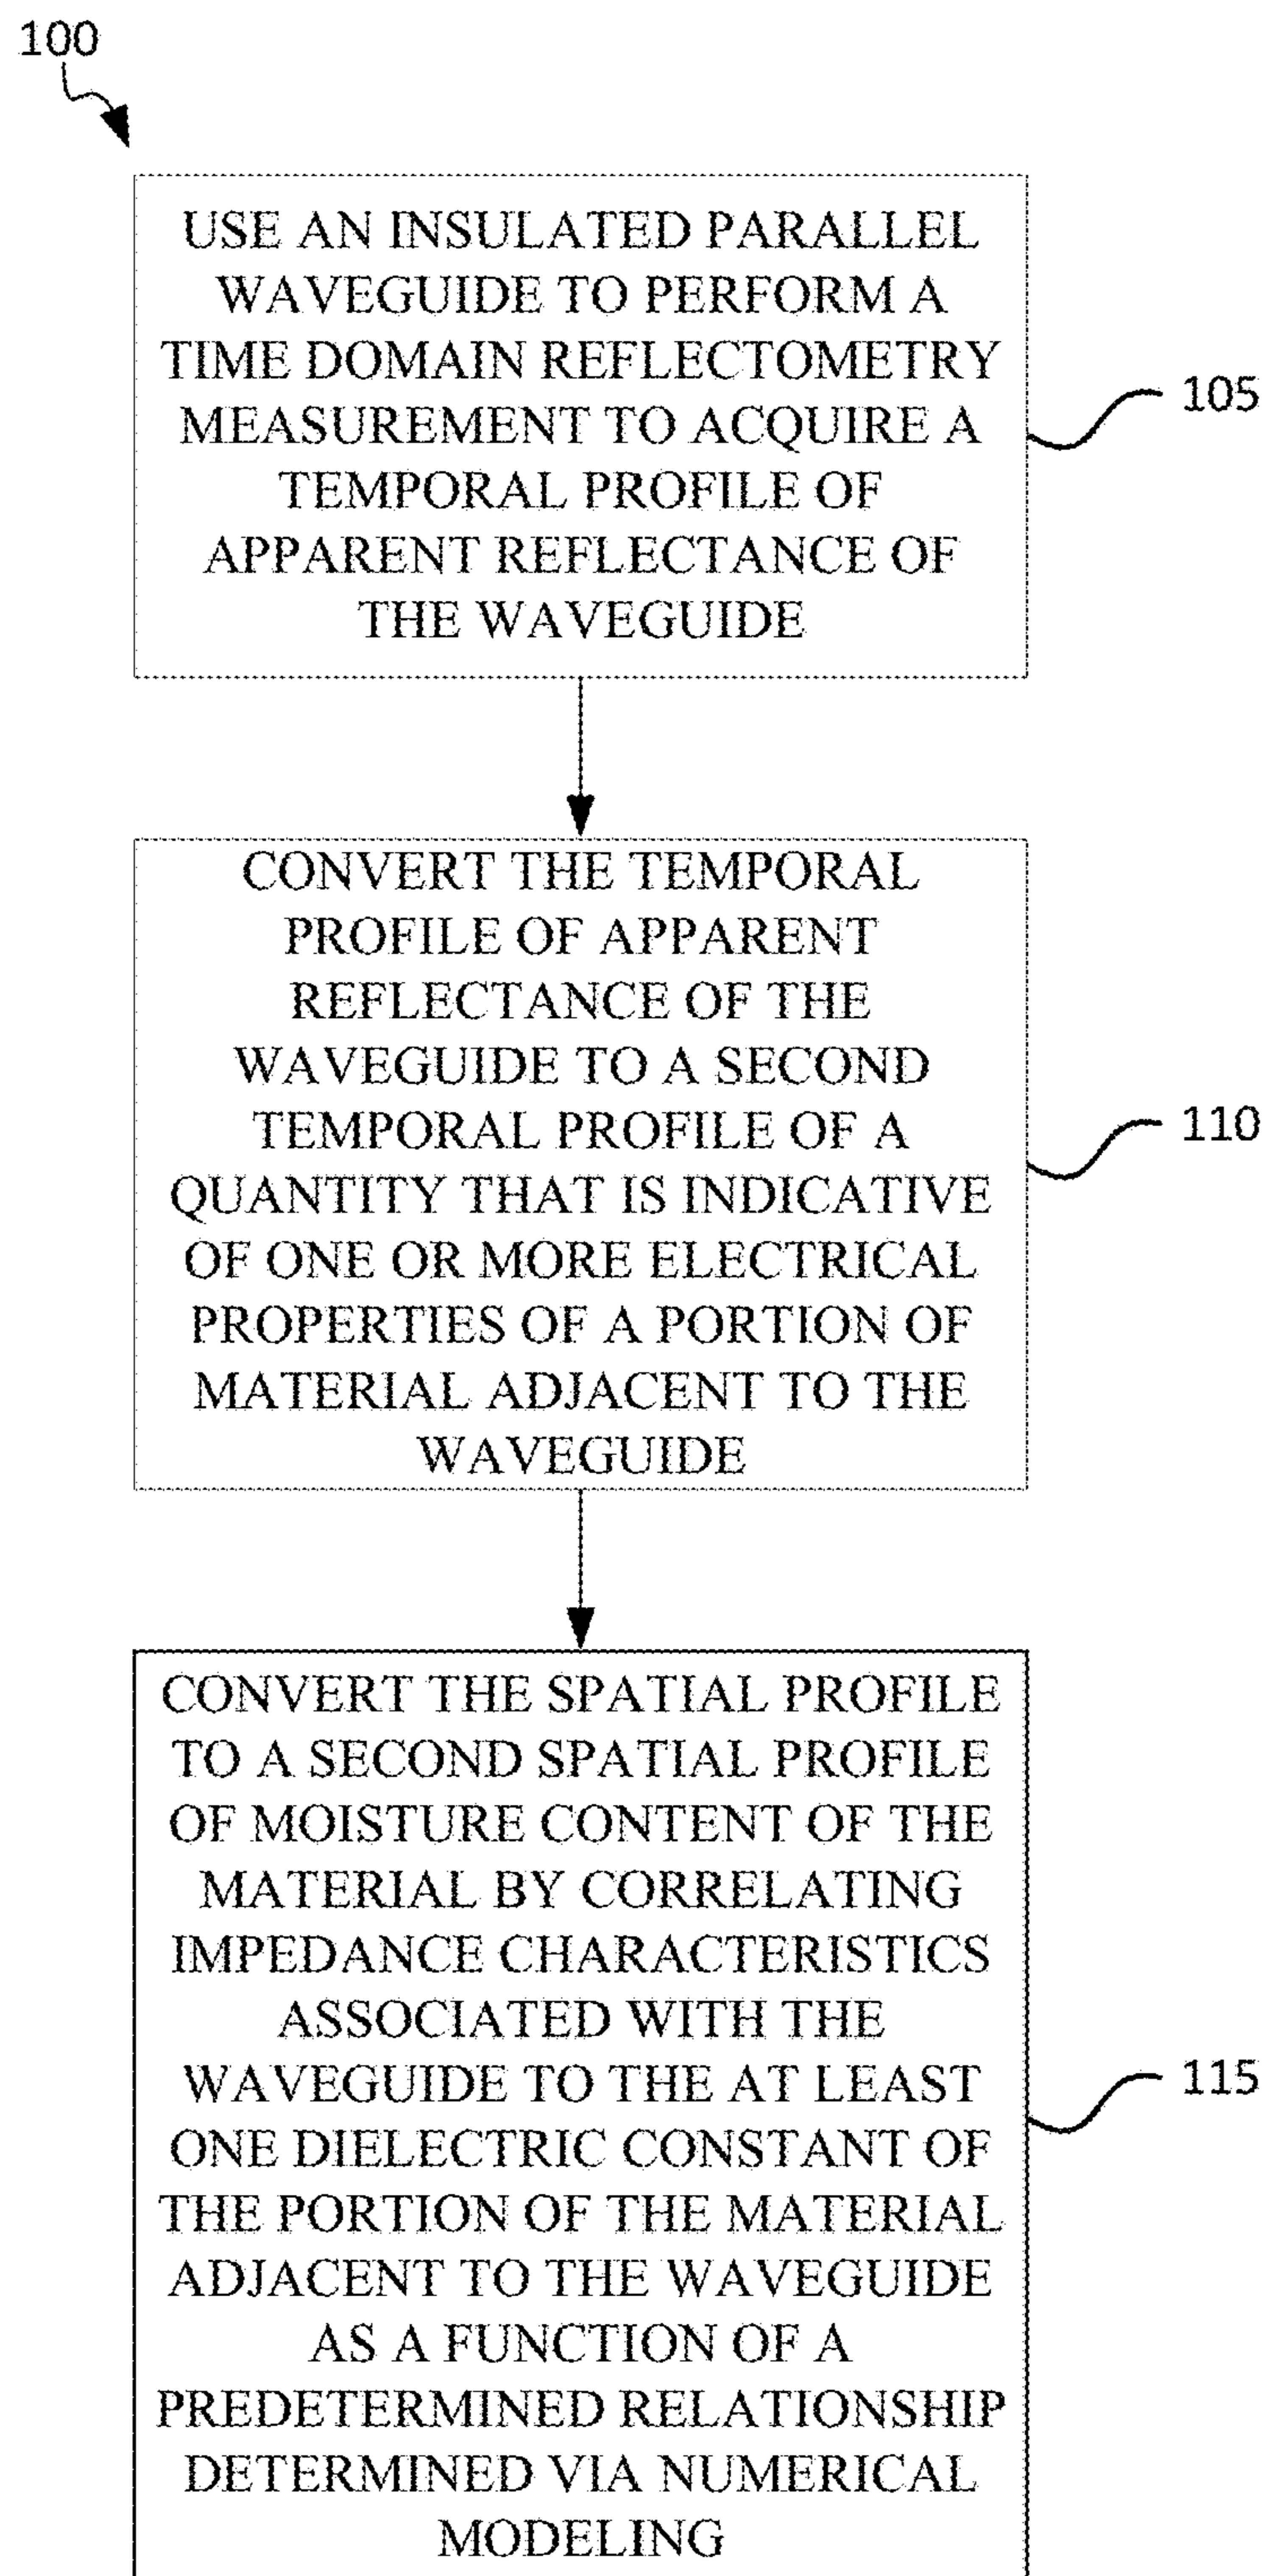 100
USE AN INSULATED PARALLEL
WAVEGUIDE TO PERFORM A
TIME DOMAIN REFLECTOMETRY
MEASUREMENT TO ACQUIRE A
TEMPORAL PROFILE OF
APPARENT REFLECTANCE OF
THE WAVEGUIDE
105
CONVERT THE TEMPORAL
PROFILE OF APPARENT
REFLECTANCE OF THE
WAVEGUIDE TO A SECOND
TEMPORAL PROFILE OF A
QUANTITY THAT IS INDICATIVE
OF ONE OR MORE ELECTRICAL
PROPERTIES OF A PORTION OF
MATERIAL ADJACENT TO THE
WAVEGUIDE
110
CONVERT THE SPATIAL PROFILE
TO A SECOND SPATIAL PROFILE
OF MOISTURE CONTENT OF THE
MATERIAL BY CORRELATING
IMPEDANCE CHARACTERISTICS
ASSOCIATED WITH THE
WAVEGUIDE TO THE AT LEAST
ONE DIELECTRIC CONSTANT OF
THE PORTION OF THE MATERIAL
ADJACENT TO THE WAVEGUIDE
AS A FUNCTION OF A
PREDETERMINED RELATIONSHIP
DETERMINED VIA NUMERICAL
MODELING
115